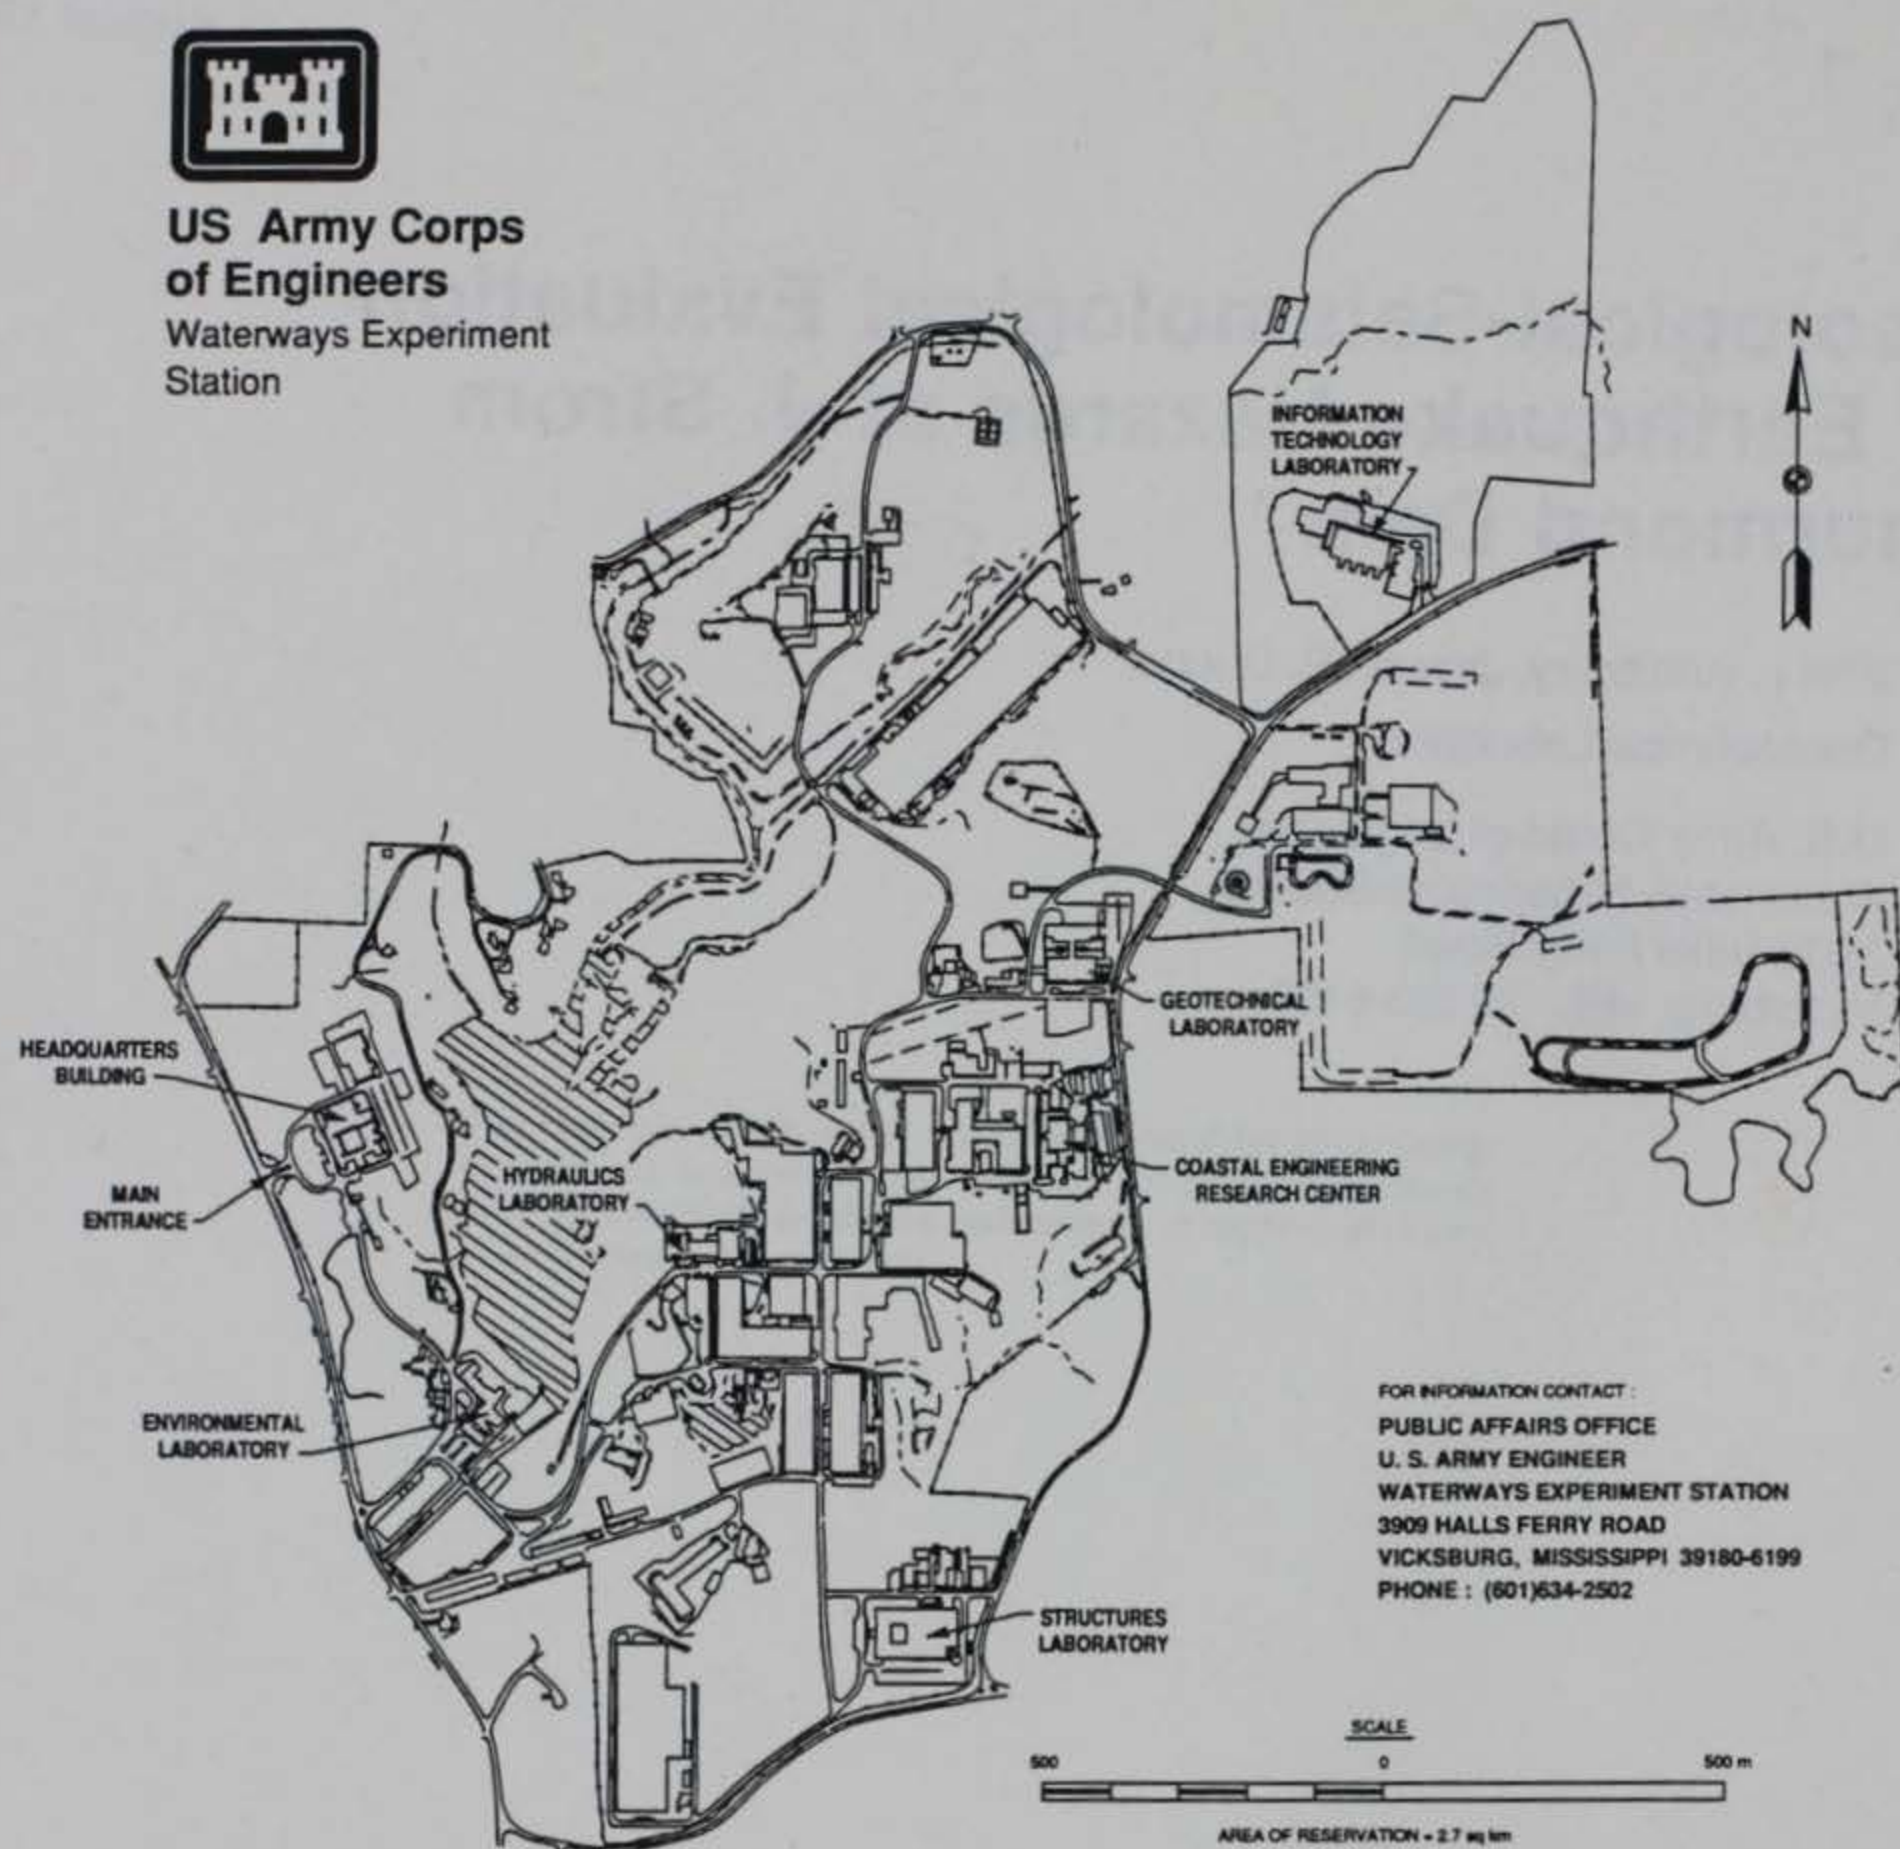 US Army Corps
of Engineers
Waterways Experiment
Station
N
INFORMATION
TECHNOLOGY
LABORATORY
GEOTECHNICAL
LABORATORY
HEADQUARTERS
BUILDING
MAIN
ENTRANCE
HYDRAULICS
LABORATORY
COASTAL ENGINEERING
RESEARCH CENTER
ENVIRONMENTAL
LABORATORY
STRUCTURES
LABORATORY
FOR INFORMATION CONTACT :
PUBLIC AFFAIRS OFFICE
U. S. ARMY ENGINEER
WATERWAYS EXPERIMENT STATION
3909 HALLS FERRY ROAD
VICKSBURG, MISSISSIPPI 39180-6199
PHONE : (601)634-2502
SCALE
500 0 500 m
AREA OF RESERVATION = 2.7 sq km